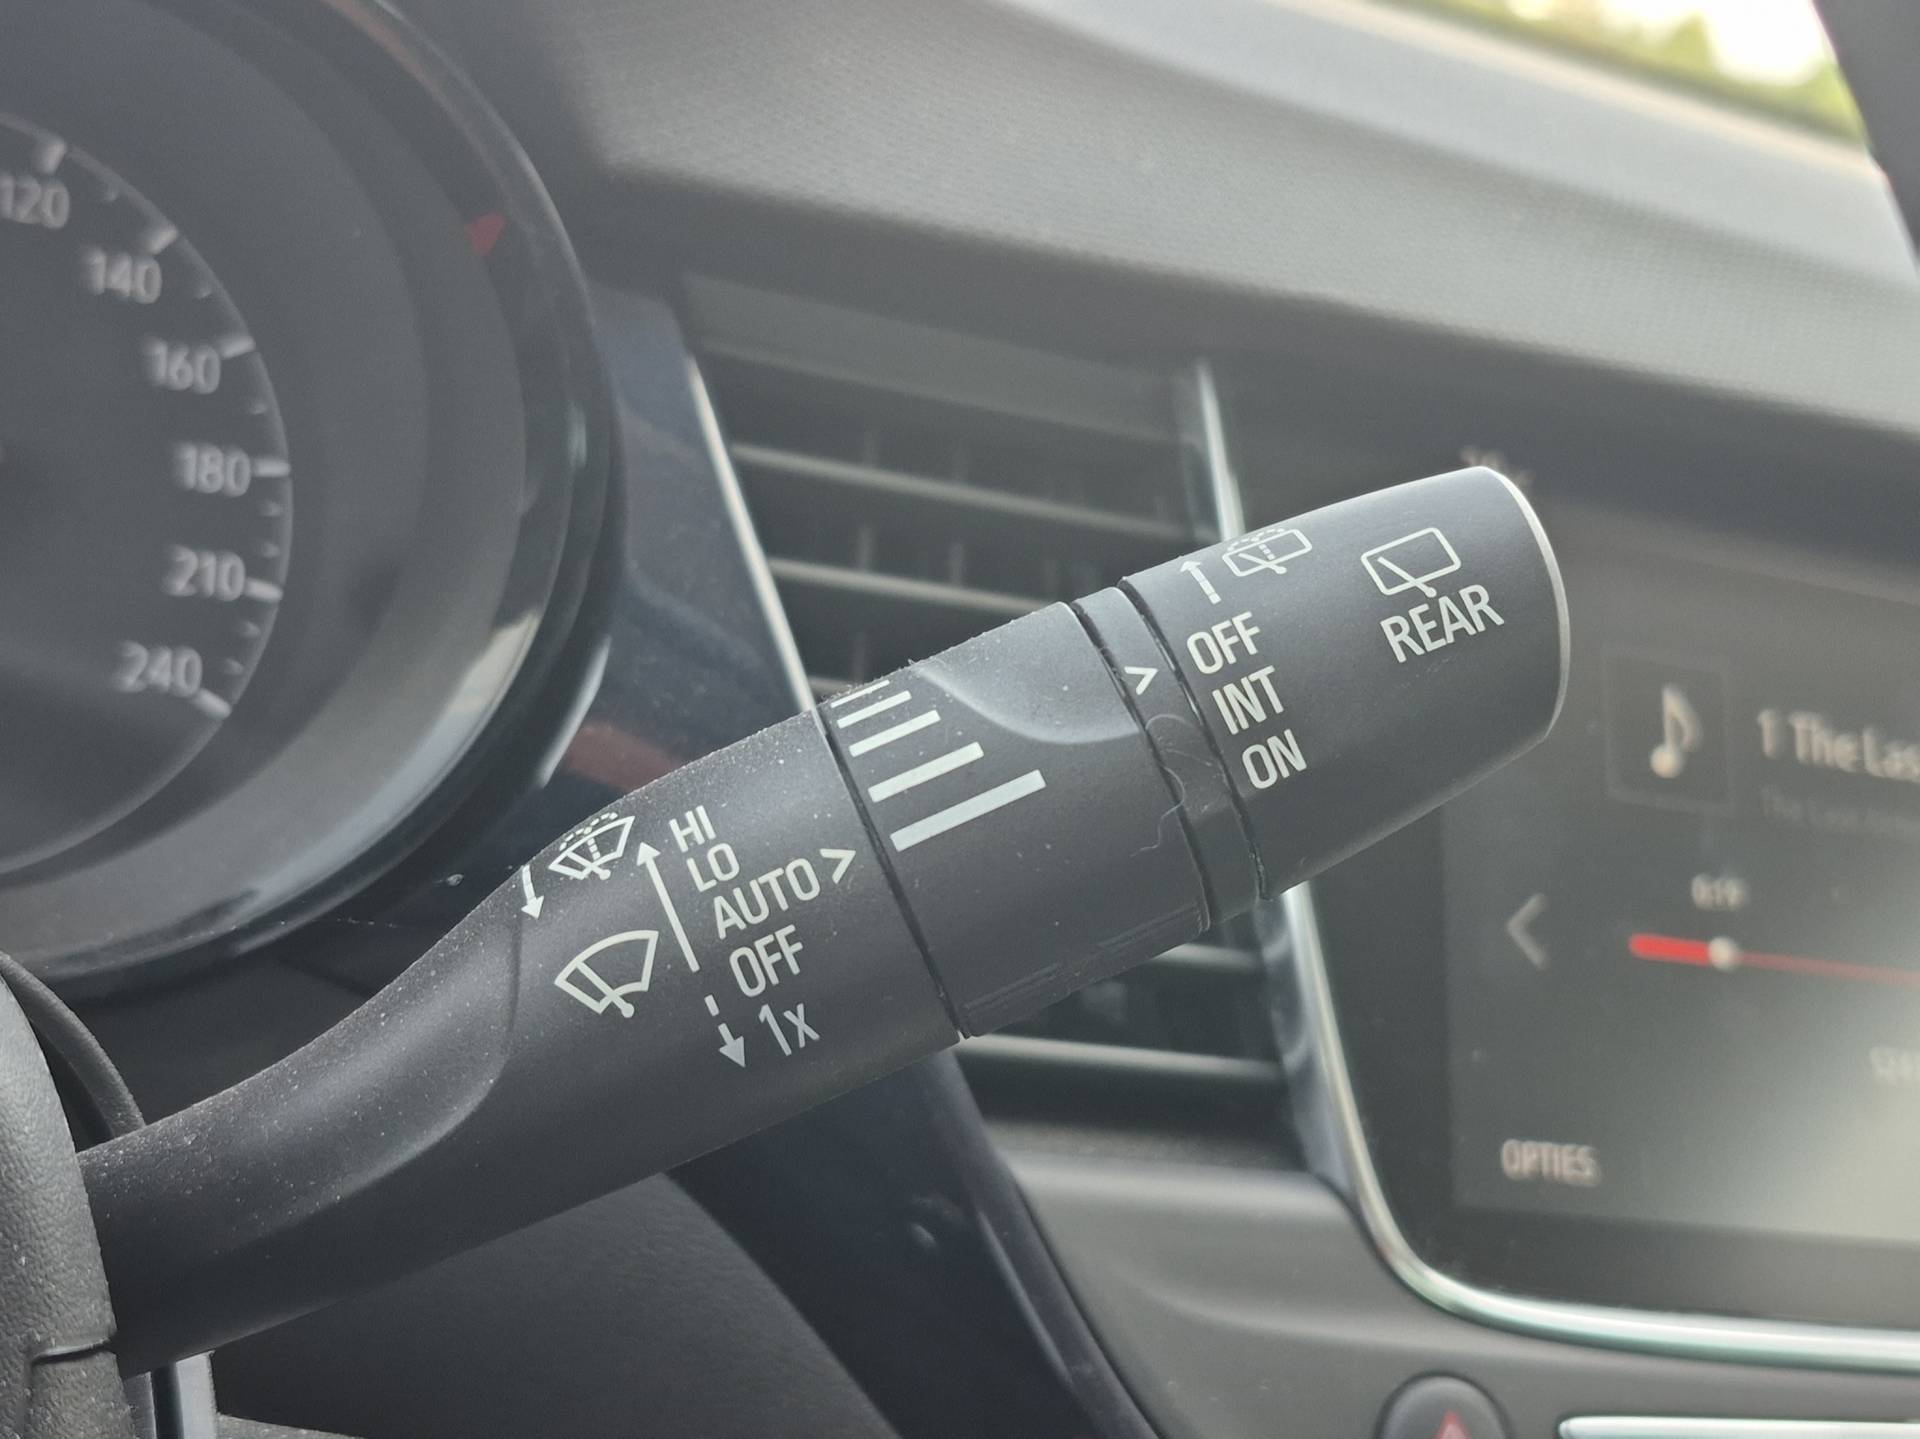 120
140
160
180
210
240
HI
LO
AUTO >
OFF
1x
>
OFF
INT
ON
REAR
1 The Las
OPTIES